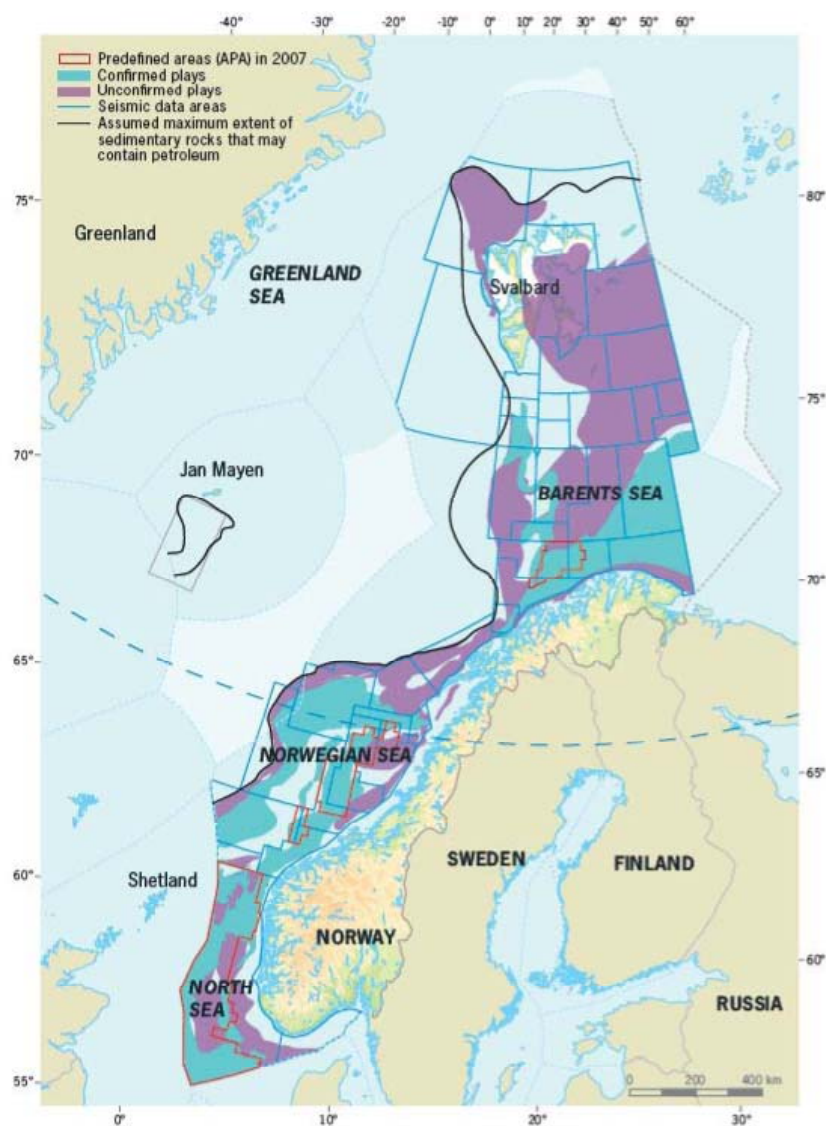 -40° -30° -20° -10° 0° 10° 20° 30° 40° 50° 60°
Predefined areas (APA) in 2007
Confirmed plays
Unconfirmed plays
Seismic data areas
Assumed maximum extent of
sedimentary rocks that may
contain petroleum
75°
80°
Greenland
GREENLAND
SEA
Svalbard
75°
70°
Jan Mayen
BARENTS SEA
70°
65°
NORWEGIAN SEA
65°
60°
Shetland
SWEDEN
FINLAND
NORWAY
60°
NORTH
SEA
RUSSIA
55°
0 200 400 km
0° 10° 20° 30°